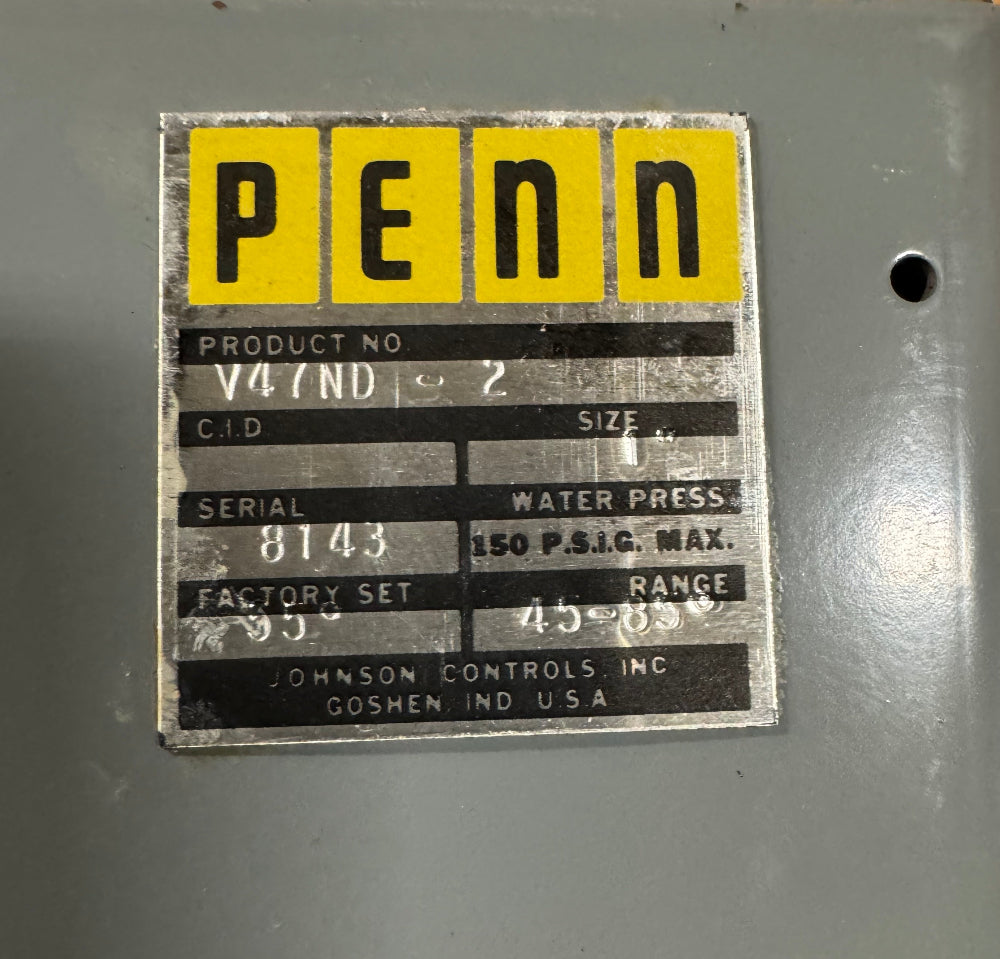 PENN
PRODUCT NO.
V47ND - 2
C.I.D SIZE
1"
SERIAL WATER PRESS.
8143 150 P.S.I.G. MAX.
FACTORY SET RANGE
45-85°
JOHNSON CONTROLS, INC
GOSHEN, IND U.S.A